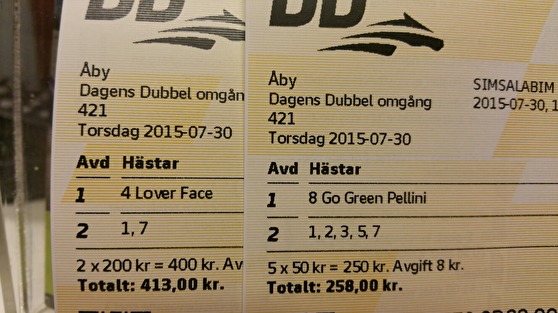 DD
Åby
Dagens Dubbel omgån
421
Torsdag 2015-07-30
Avd Hästar
1 4 Lover Face
2 1, 7
2 x 200 kr = 400 kr. Av
Totalt: 413,00 kr.
DD
Åby
Dagens Dubbel omgång
421
Torsdag 2015-07-30
SIMSALABIM
2015-07-30, 1
Avd Hästar
1 8 Go Green Pellini
2 1, 2, 3, 5, 7
5 x 50 kr = 250 kr. Avgift 8 kr.
Totalt: 258,00 kr.